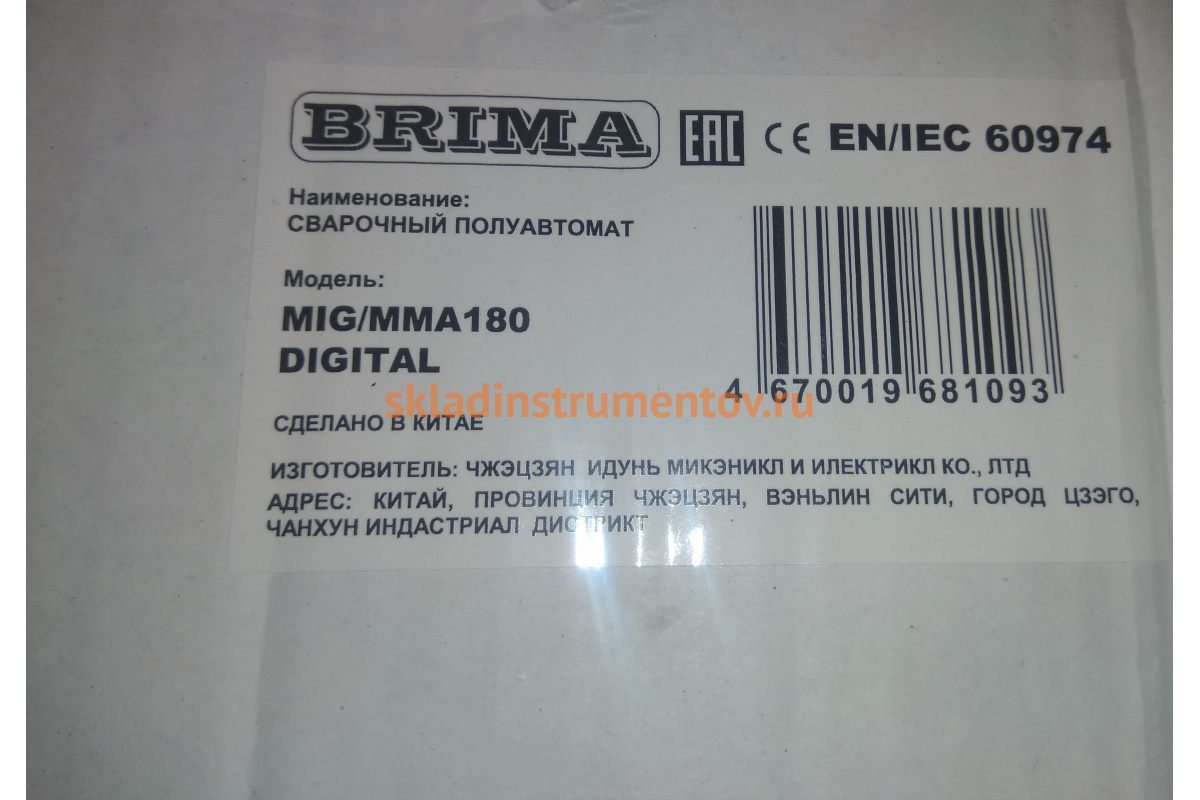 BRIMA
EAC CE EN/IEC 60974
Наименование:
СВАРОЧНЫЙ ПОЛУАВТОМАТ
Модель:
MIG/MMA180
DIGITAL
4 670019 681093
skladinstrumentov.ru
СДЕЛАНО В КИТАЕ
ИЗГОТОВИТЕЛЬ: ЧЖЭЦЗЯН ИДУНЬ МИКЭНИКЛ И ИЛЕКТРИКЛ КО., ЛТД
АДРЕС: КИТАЙ, ПРОВИНЦИЯ ЧЖЭЦЗЯН, ВЭНЬЛИН СИТИ, ГОРОД ЦЗЭГО,
ЧАНХУН ИНДАСТРИАЛ ДИСТРИКТ